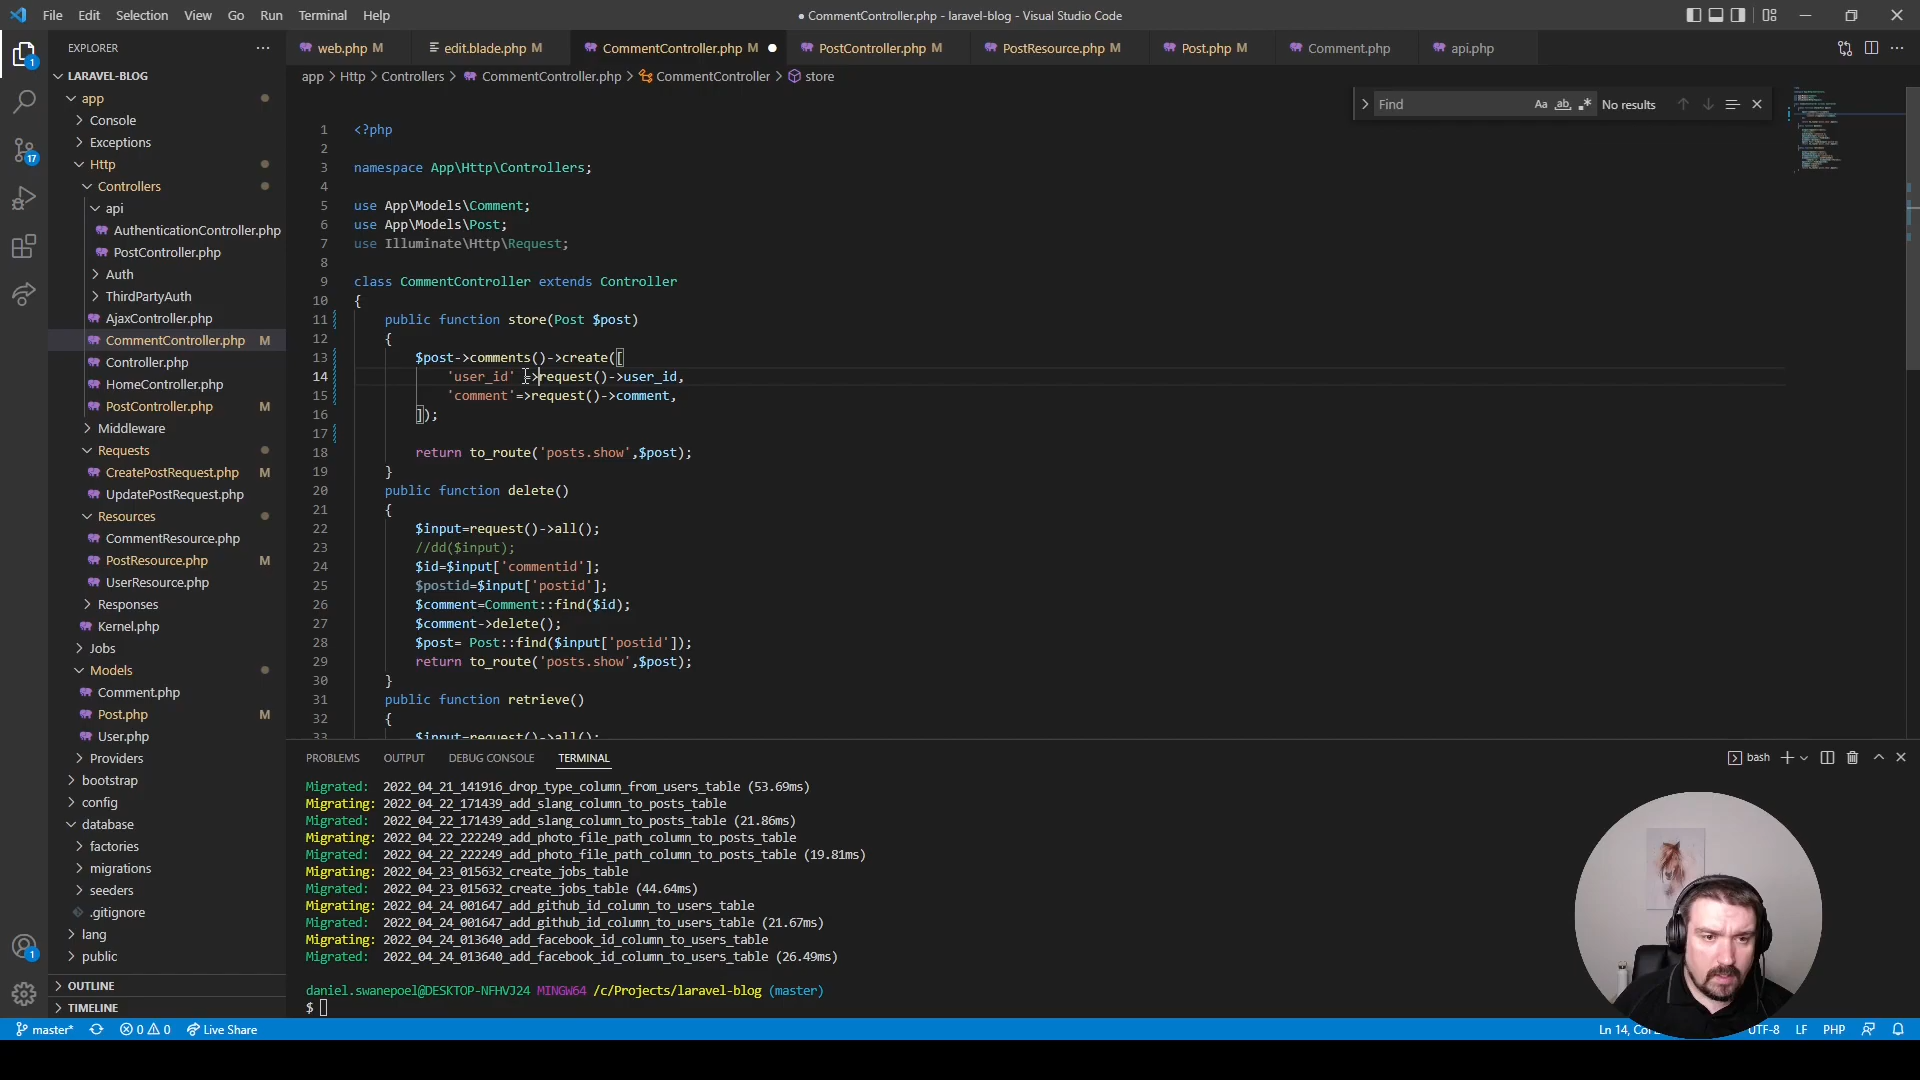 File Edit Selection View Go Run Terminal Help
● CommentController.php - laravel-blog - Visual Studio Code
EXPLORER
web.php M
edit.blade.php M
CommentController.php M
PostController.php M
PostResource.php M
Post.php M
Comment.php
api.php
app > Http > Controllers > CommentController.php > CommentController > store
Find
Aa ab .*
No results
1
17
1
LARAVEL-BLOG
app
Console
Exceptions
Http
Controllers
api
AuthenticationController.php
PostController.php
Auth
ThirdPartyAuth
AjaxController.php
CommentController.php M
Controller.php
HomeController.php
PostController.php M
Middleware
Requests
CreatePostRequest.php M
UpdatePostRequest.php
Resources
CommentResource.php
PostResource.php M
UserResource.php
Responses
Kernel.php
Jobs
Models
Comment.php
Post.php M
User.php
Providers
bootstrap
config
database
factories
migrations
seeders
.gitignore
lang
public
OUTLINE
TIMELINE
1 <?php
2
3 namespace App\Http\Controllers;
4
5 use App\Models\Comment;
6 use App\Models\Post;
7 use Illuminate\Http\Request;
8
9 class CommentController extends Controller
10 {
11 public function store(Post $post)
12 {
13 $post->comments()->create([
14 'user_id' =>request()->user_id,
15 'comment'=>request()->comment,
16 ]);
17
18 return to_route('posts.show',$post);
19 }
20 public function delete()
21 {
22 $input=request()->all();
23 //dd($input);
24 $id=$input['commentid'];
25 $postid=$input['postid'];
26 $comment=Comment::find($id);
27 $comment->delete();
28 $post= Post::find($input['postid']);
29 return to_route('posts.show',$post);
30 }
31 public function retrieve()
32 {
33 $input=request()->all();
PROBLEMS OUTPUT DEBUG CONSOLE TERMINAL
bash
Migrated: 2022_04_21_141916_drop_type_column_from_users_table (53.69ms)
Migrating: 2022_04_22_171439_add_slang_column_to_posts_table
Migrated: 2022_04_22_171439_add_slang_column_to_posts_table (21.86ms)
Migrating: 2022_04_22_222249_add_photo_file_path_column_to_posts_table
Migrated: 2022_04_22_222249_add_photo_file_path_column_to_posts_table (19.81ms)
Migrating: 2022_04_23_015632_create_jobs_table
Migrated: 2022_04_23_015632_create_jobs_table (44.64ms)
Migrating: 2022_04_24_001647_add_github_id_column_to_users_table
Migrated: 2022_04_24_001647_add_github_id_column_to_users_table (21.67ms)
Migrating: 2022_04_24_013640_add_facebook_id_column_to_users_table
Migrated: 2022_04_24_013640_add_facebook_id_column_to_users_table (26.49ms)
daniel.swanepoel@DESKTOP-NFHVJ24 MINGW64 /c/Projects/laravel-blog (master)
$
master* 0 0 Live Share
Ln 14, UTF-8 LF PHP